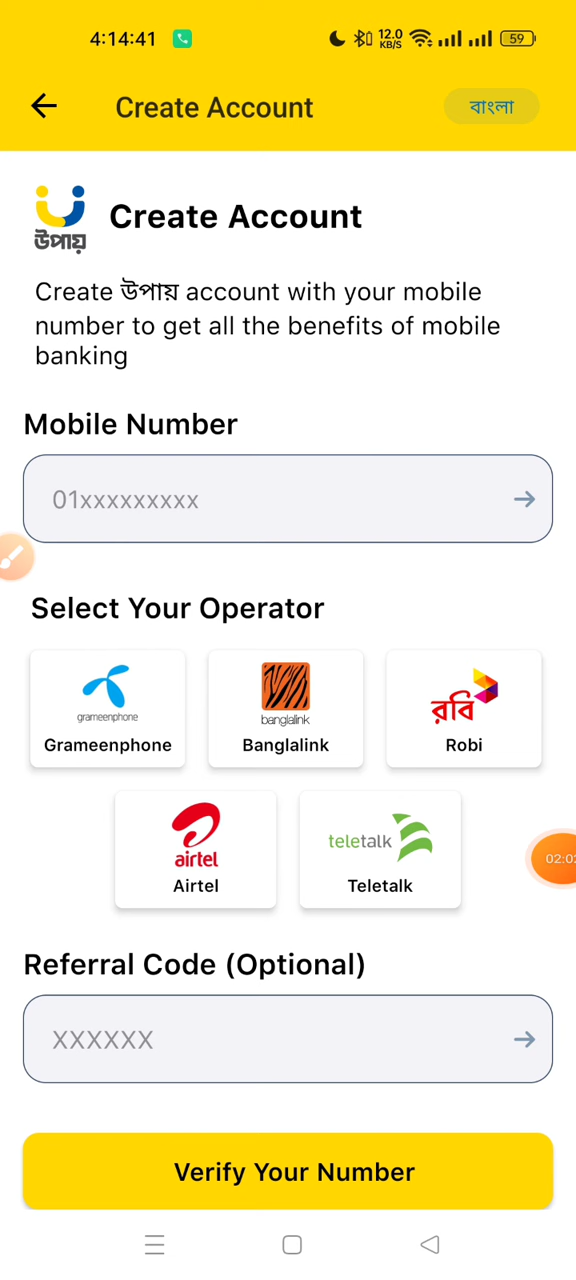 4:14:41
12.0
KB/S
59
Create Account
বাংলা
উপায়
Create Account
Create উপায় account with your mobile
number to get all the benefits of mobile
banking
Mobile Number
01xxxxxxxxx
Select Your Operator
grameenphone
Grameenphone
banglalink
Banglalink
রবি
Robi
airtel
Airtel
teletalk
Teletalk
Referral Code (Optional)
XXXXXX
Verify Your Number